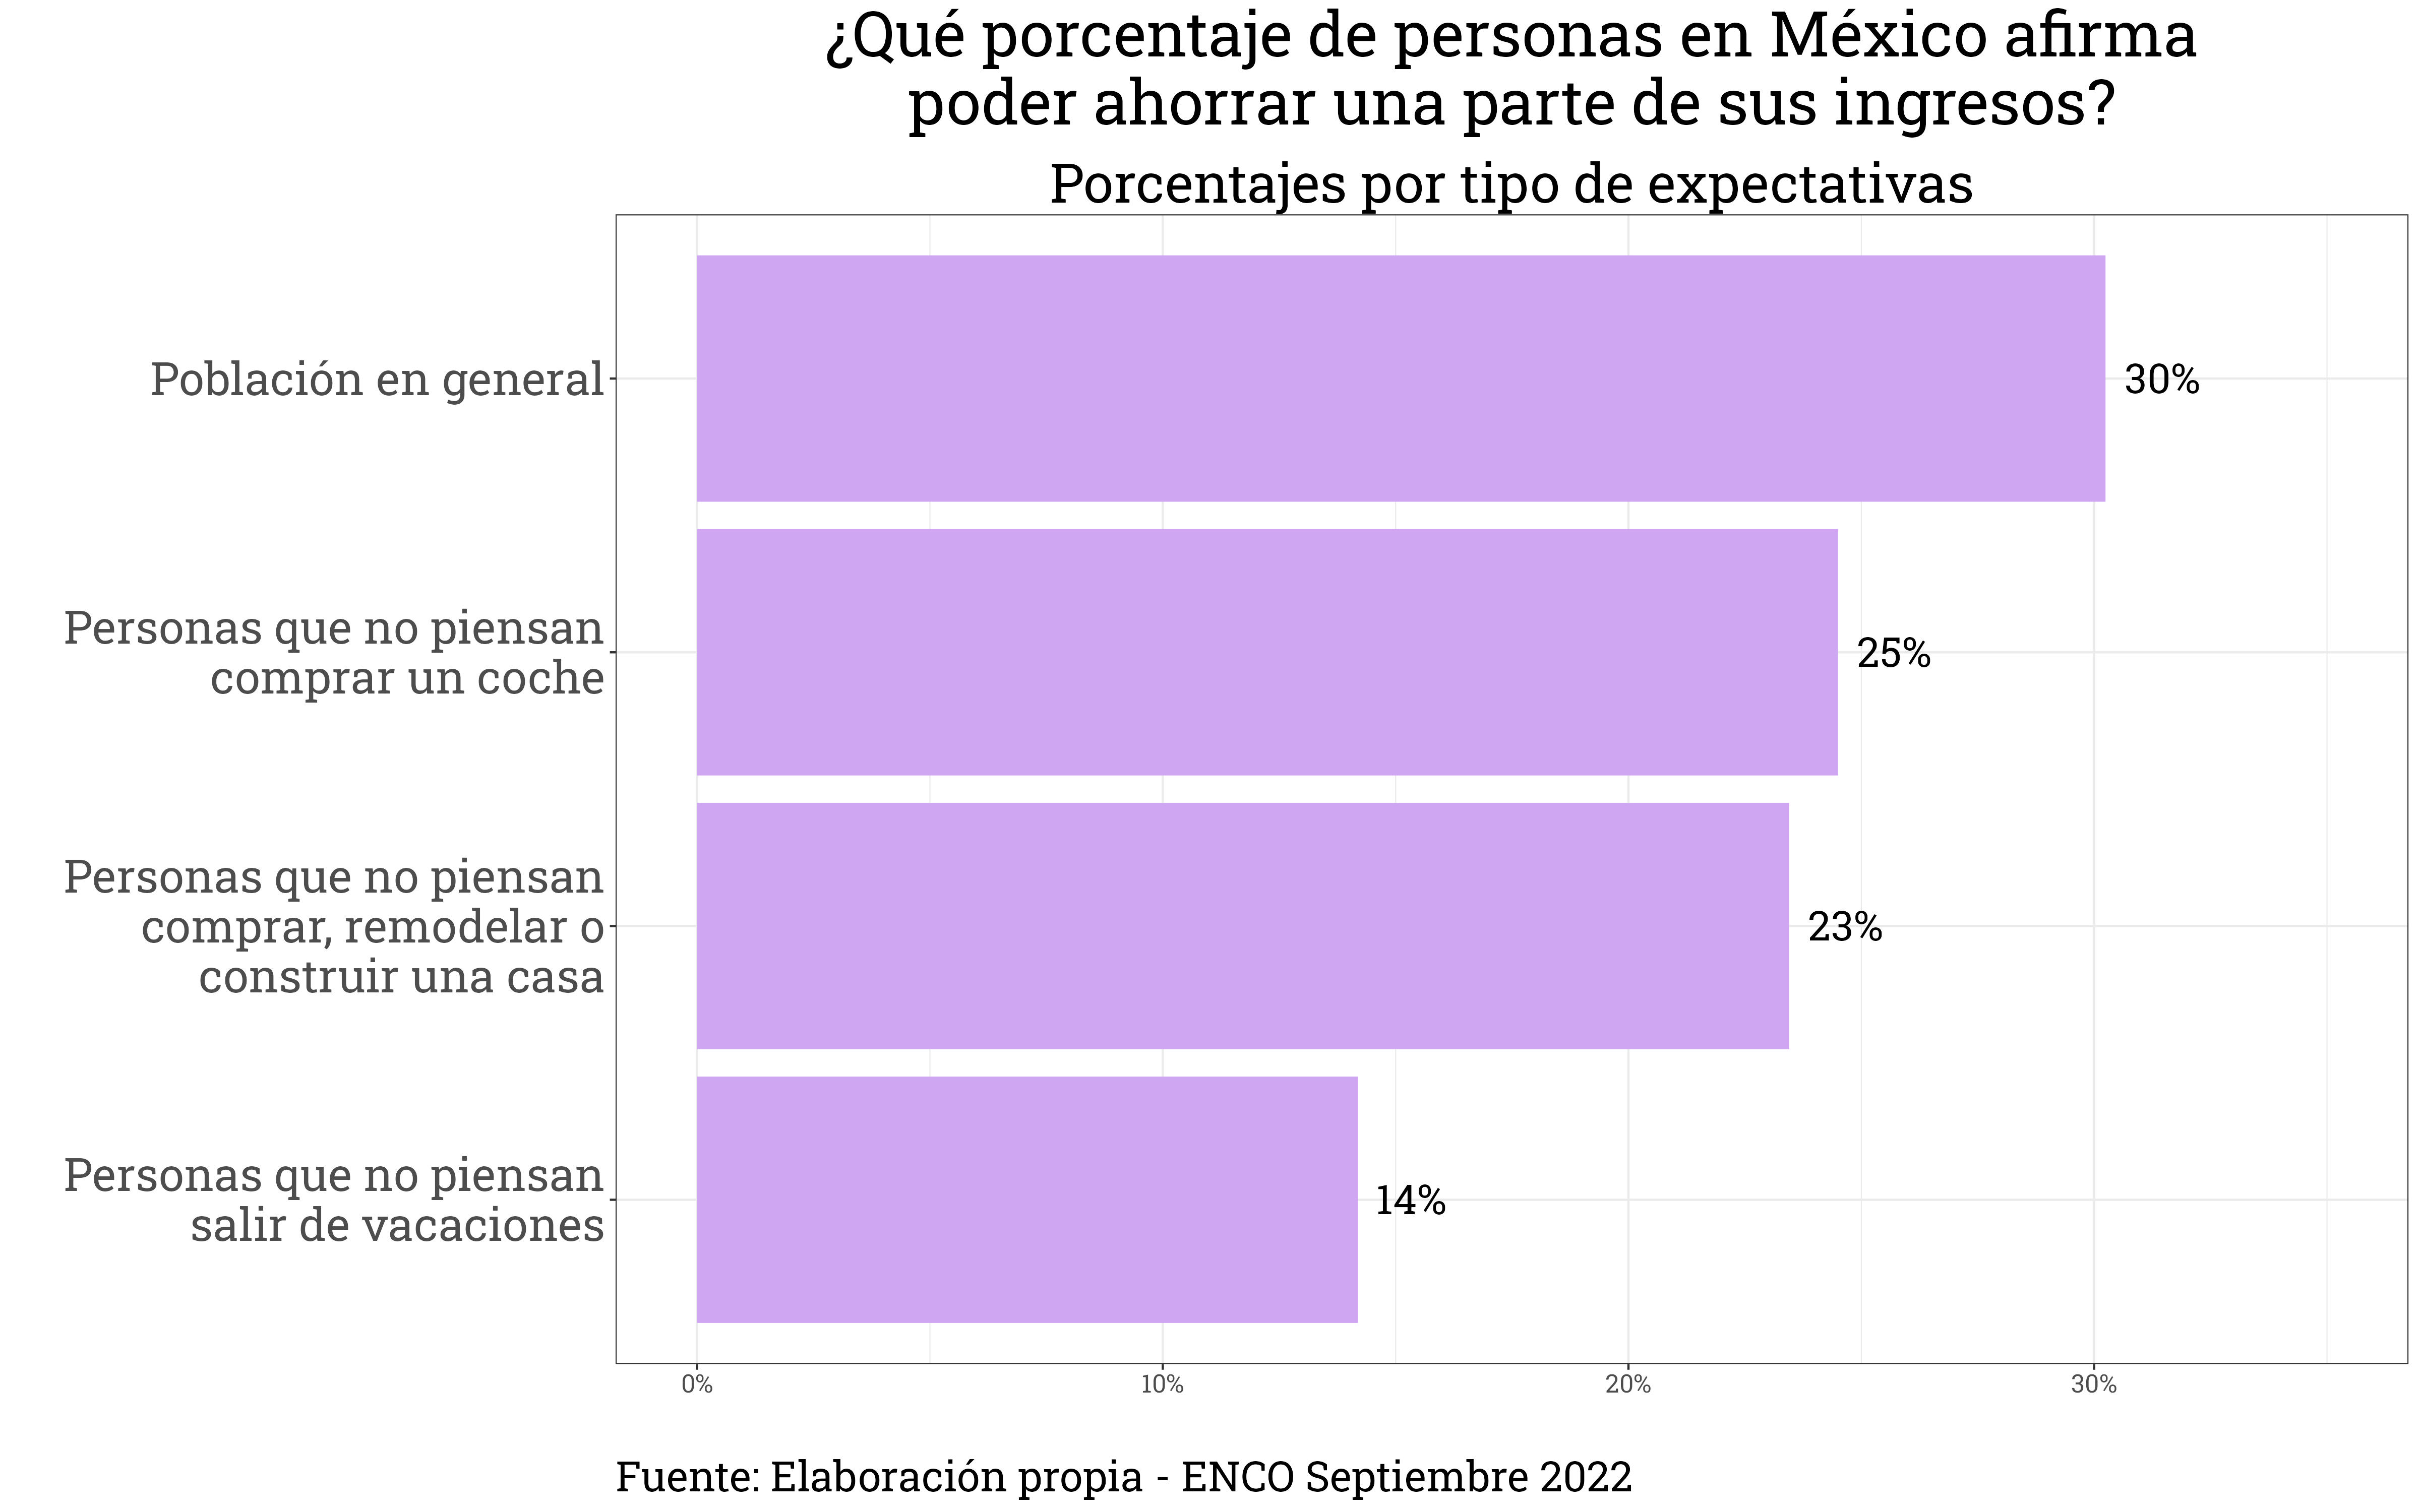 ¿Qué porcentaje de personas en México afirma
poder ahorrar una parte de sus ingresos?
Porcentajes por tipo de expectativas
Población en general
30%
Personas que no piensan
comprar un coche
25%
Personas que no piensan
comprar, remodelar o
construir una casa
23%
Personas que no piensan
salir de vacaciones
14%
0%
10%
20%
30%
Fuente: Elaboración propia - ENCO Septiembre 2022